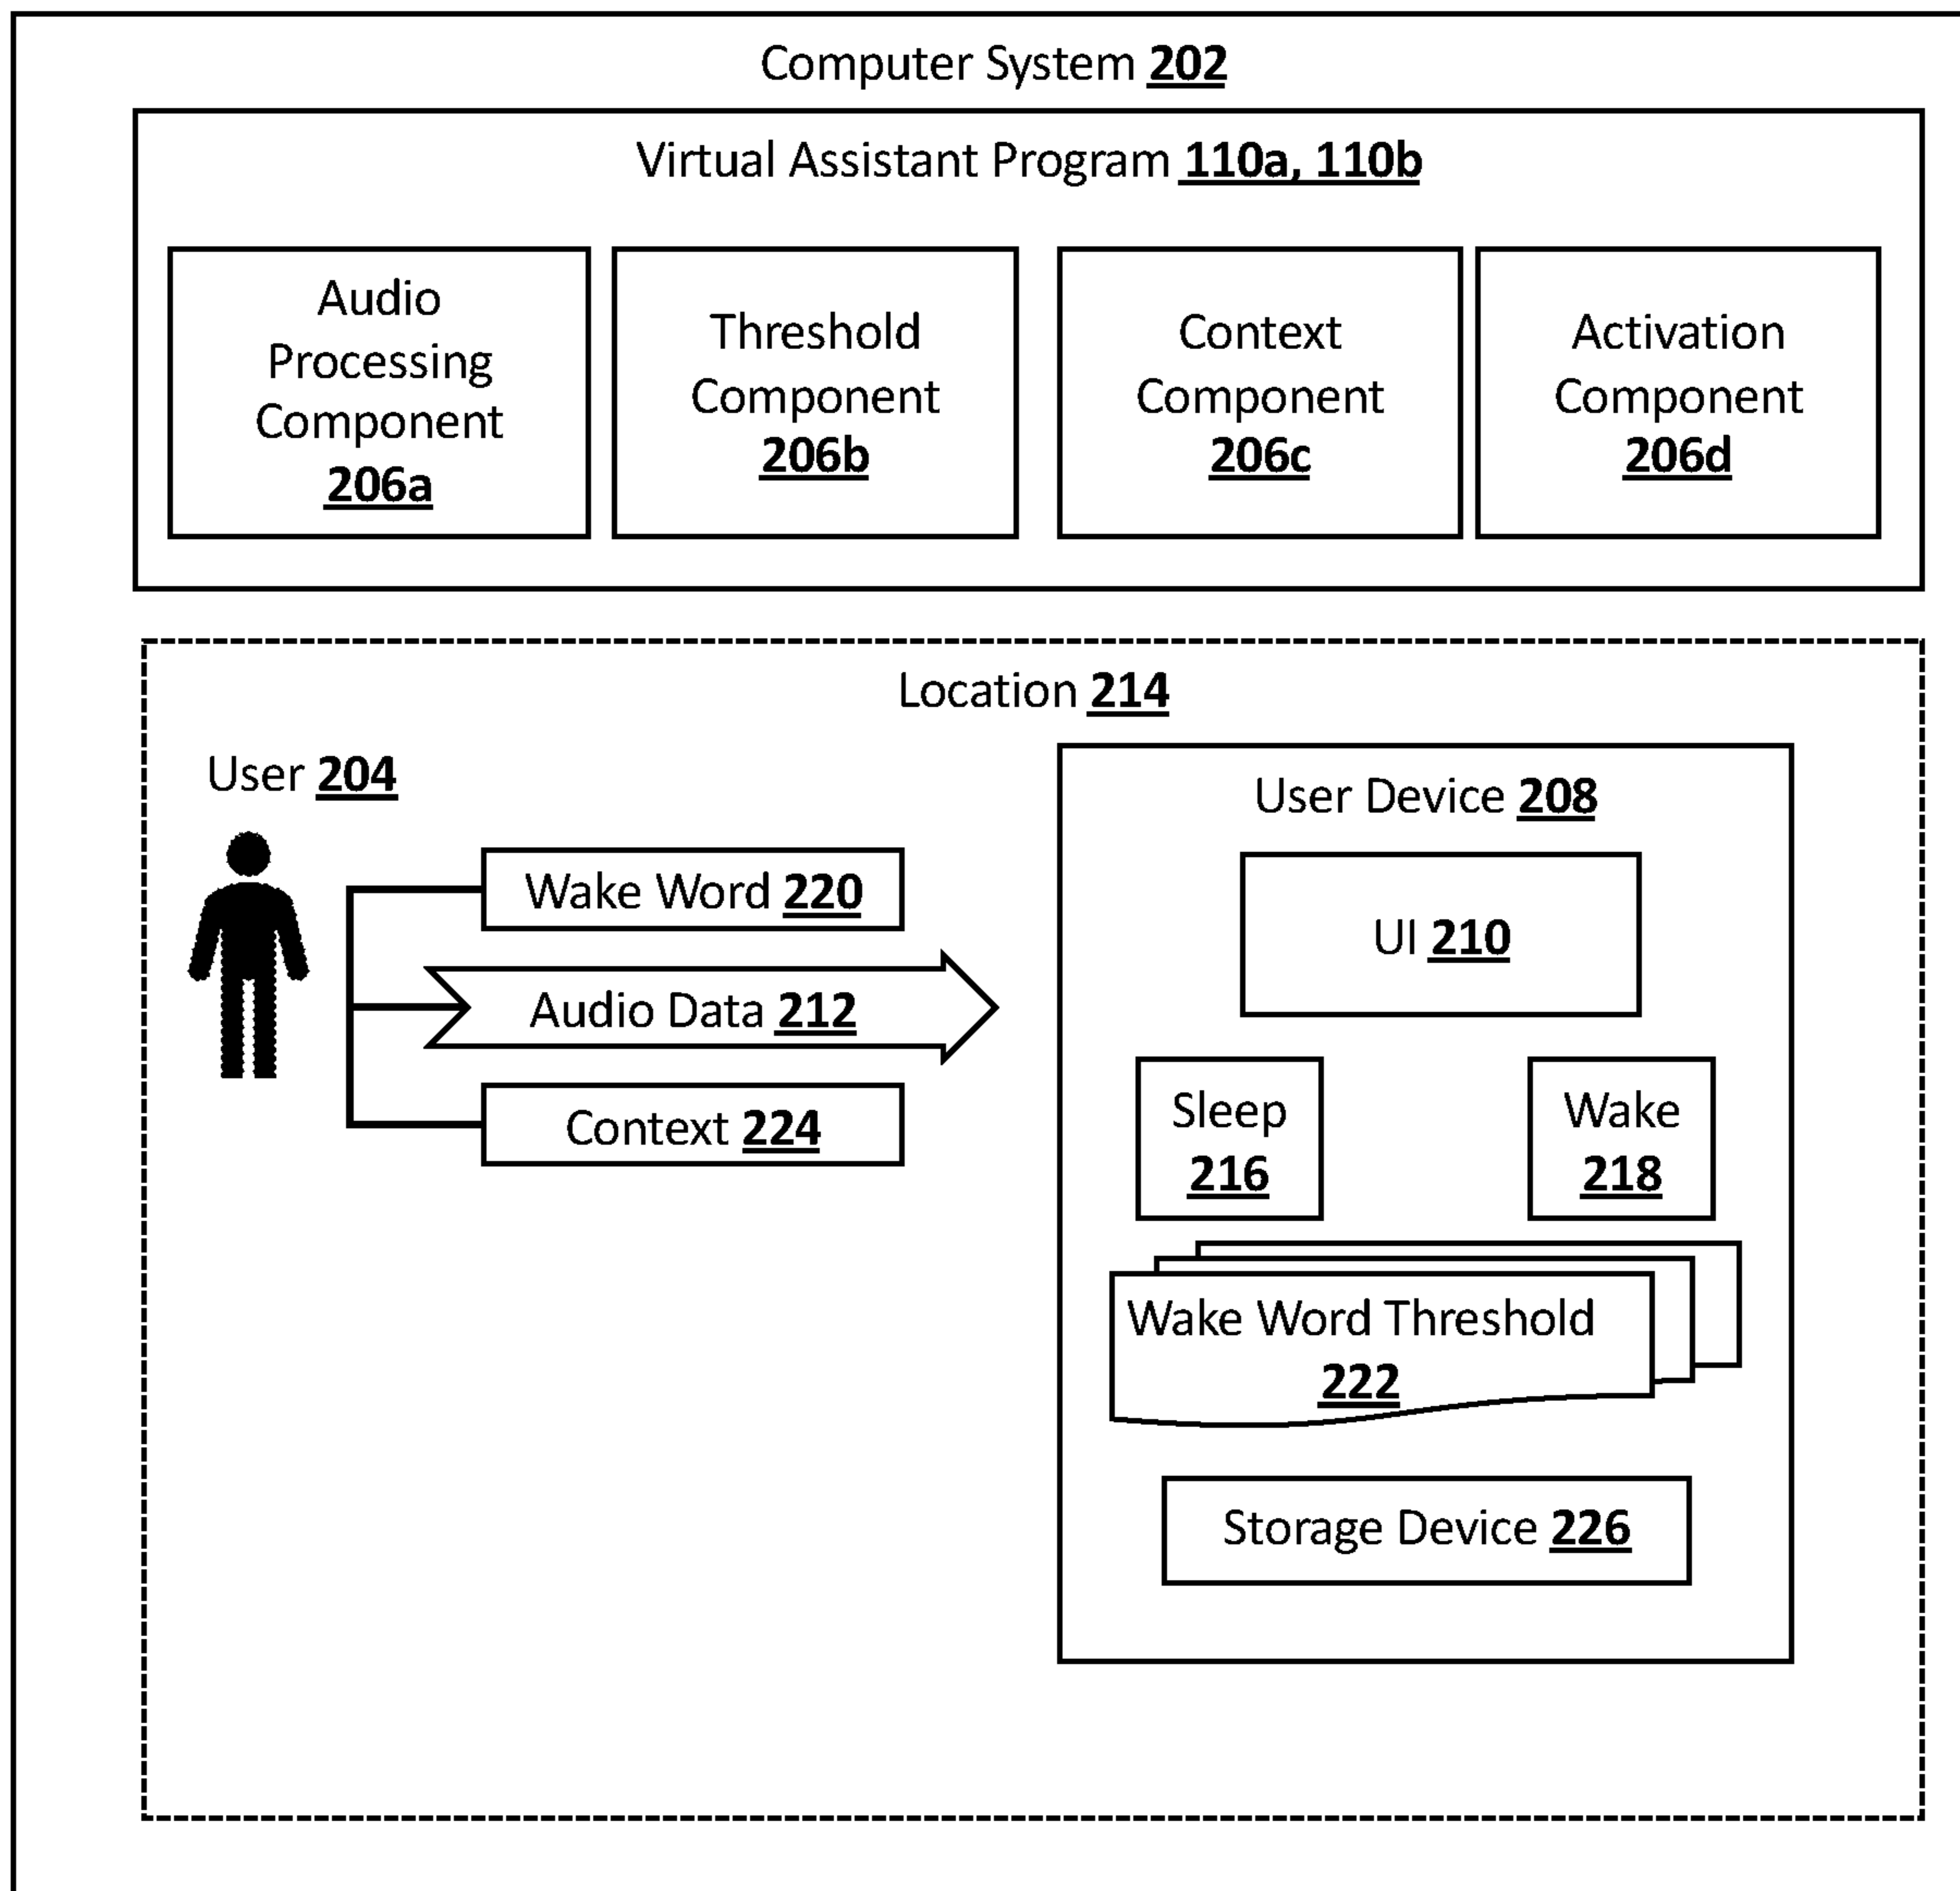 Computer System 202
Virtual Assistant Program 110a, 110b
Audio
Processing
Component
206a
Threshold
Component
206b
Context
Component
206c
Activation
Component
206d
Location 214
User 204
Wake Word 220
Audio Data 212
Context 224
User Device 208
UI 210
Sleep
216
Wake
218
Wake Word Threshold
222
Storage Device 226